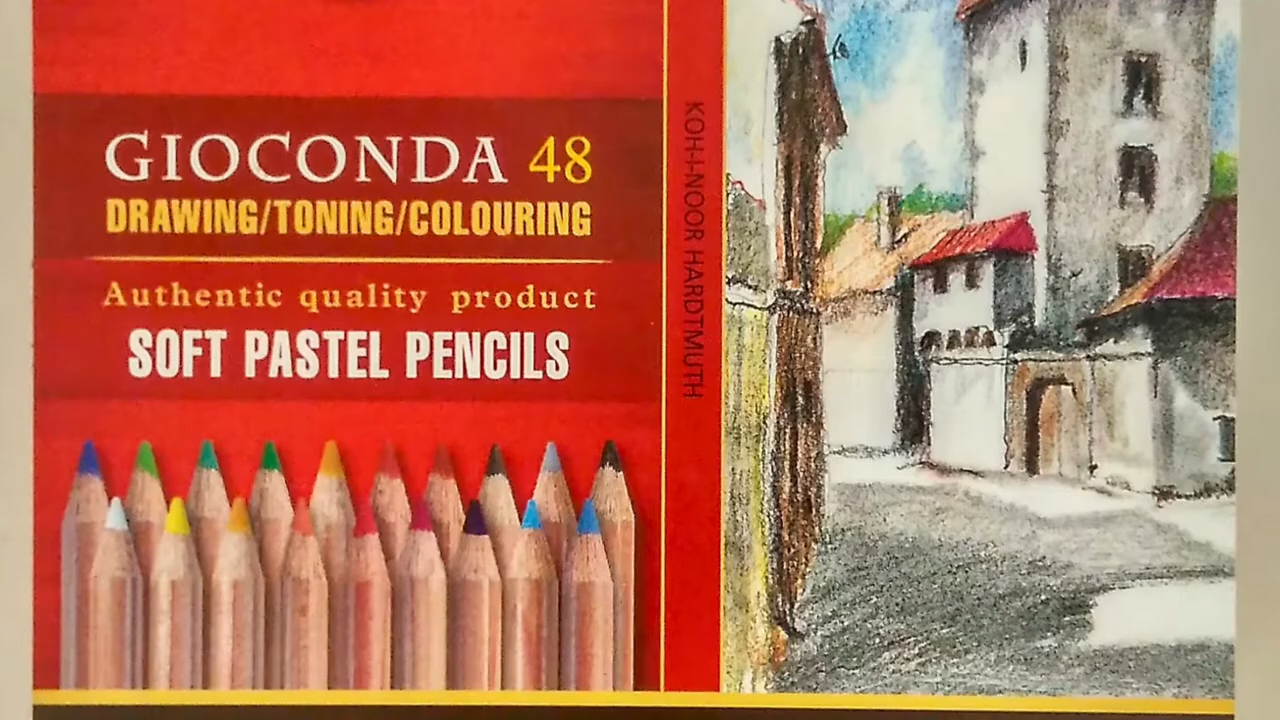 GIOCONDA 48
DRAWING/TONING/COLOURING
Authentic quality product
SOFT PASTEL PENCILS
KOH-I-NOOR HARDTMUTH